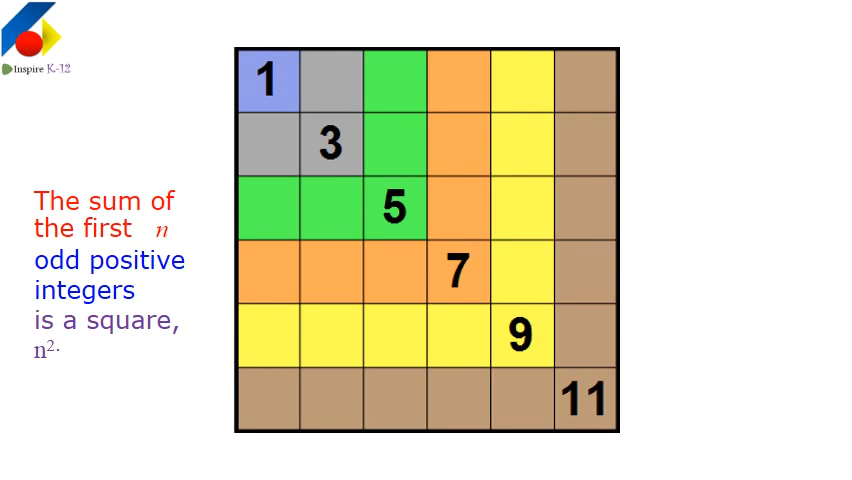 Inspire K-12
1
3
5
7
9
11
The sum of
the first n
odd positive
integers
is a square,
n².